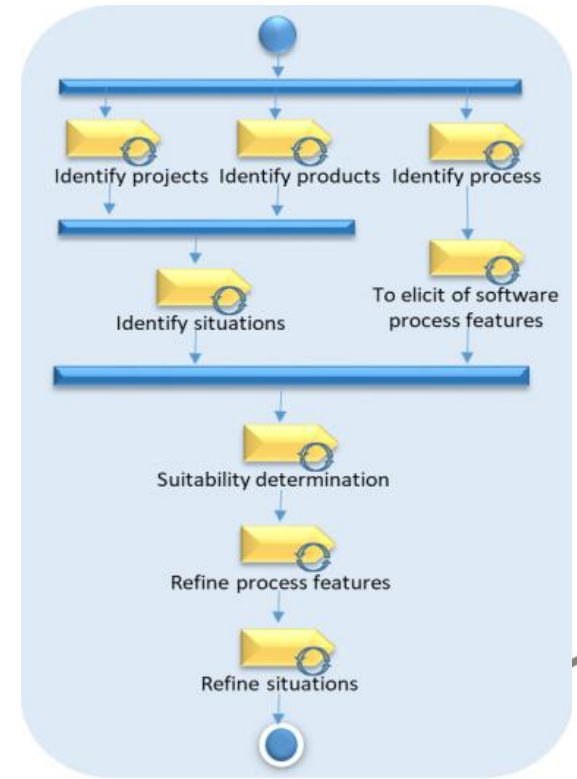 Identify projects Identify products Identify process
To elicit of software
process features
Identify situations
Suitability determination
Refine process features
Refine situations